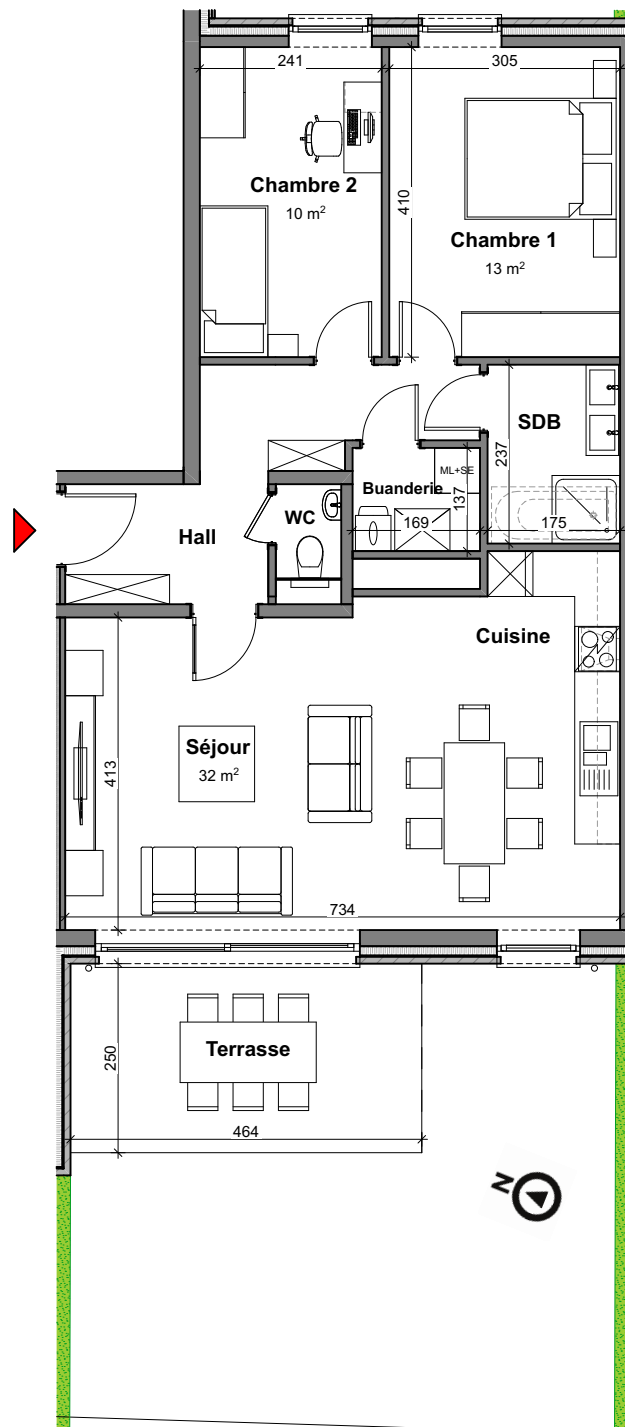 241
305
Chambre 2
10 m²
410
Chambre 1
13 m²
SDB
237
ML+SE
Buanderie
137
WC
169
175
Hall
Cuisine
Séjour
32 m²
413
734
Terrasse
250
464
N